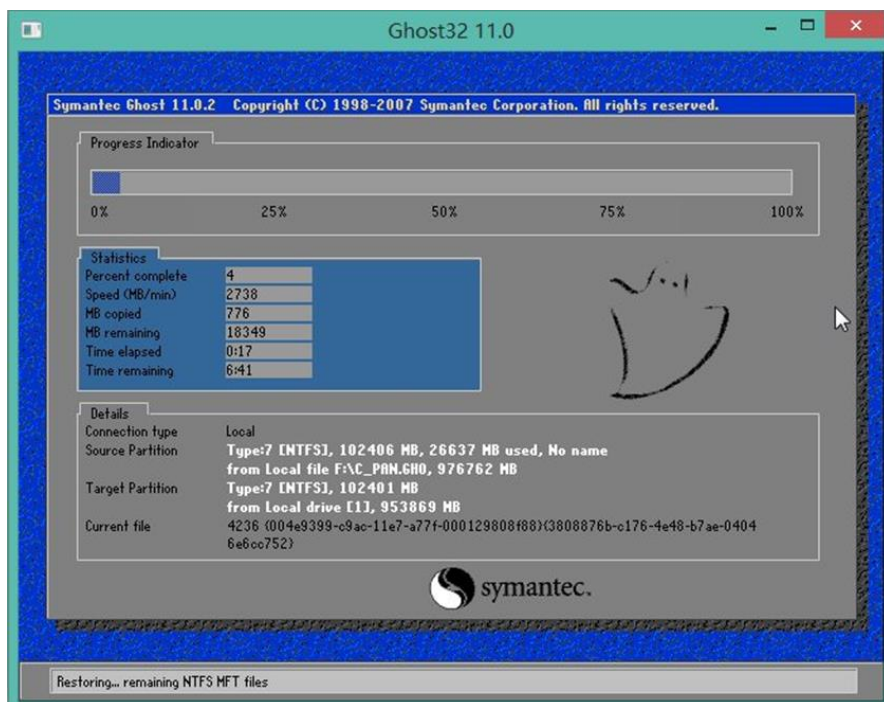 Ghost32 11.0
Symantec Ghost 11.0.2 Copyright (C) 1998-2007 Symantec Corporation. All rights reserved.
Progress Indicator
0% 25% 50% 75% 100%
Statistics
Percent complete 4
Speed (MB/min) 2738
MB copied 776
MB remaining 18349
Time elapsed 0:17
Time remaining 6:41
Details
Connection type Local
Source Partition Type:7 [NTFS], 102406 MB, 26637 MB used, No name
from Local file F:\C_PAN.GHO, 976762 MB
Target Partition Type:7 [NTFS], 102401 MB
from Local drive [1], 953869 MB
Current file 4236 {004e9399-c9ac-11e7-a77f-000129808f88}{3808876b-c176-4e48-b7ae-0404
6e6cc752}
symantec.
Restoring... remaining NTFS MFT files